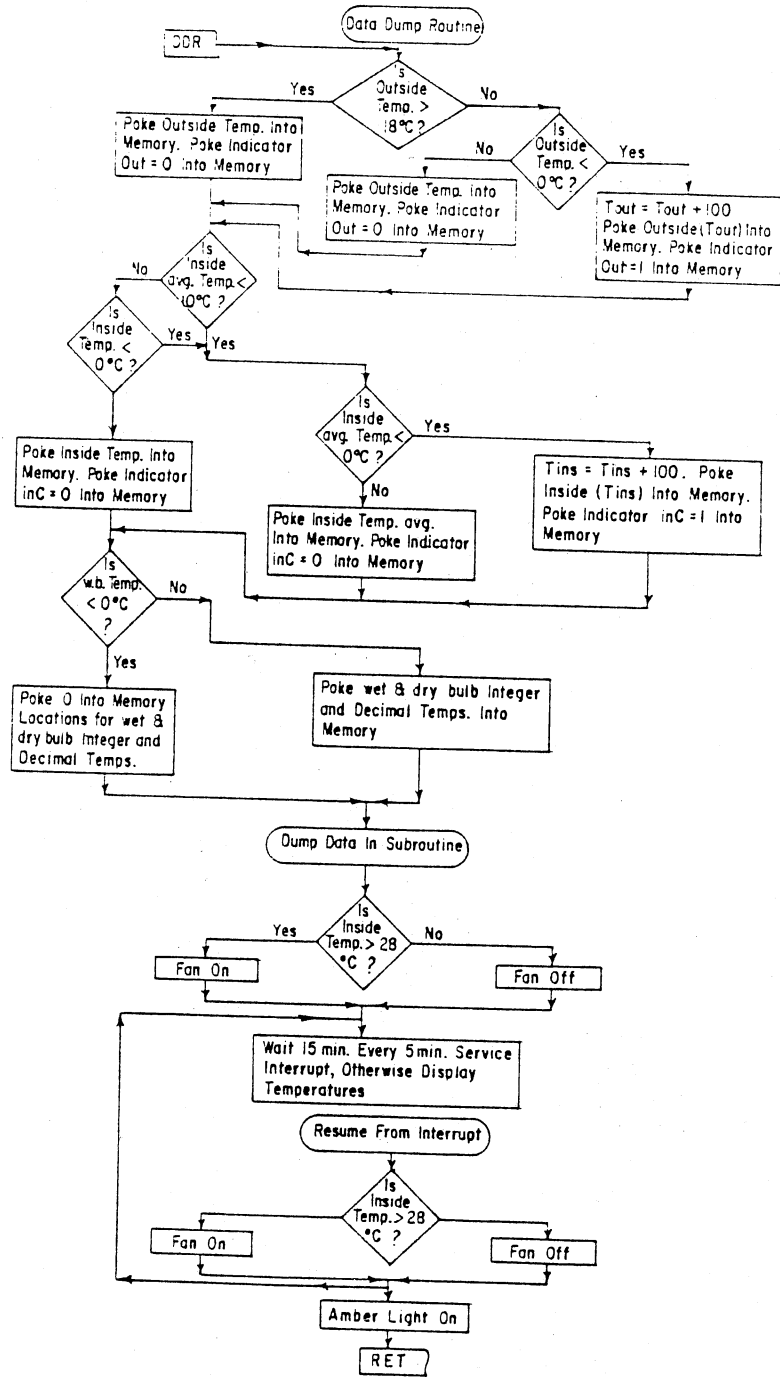 Data Dump Routine
DDR
Is
Outside
Temp. >
18°C?
Yes
No
Poke Outside Temp. Into
Memory. Poke Indicator
Out = 0 Into Memory
Is
Outside
Temp. <
0°C ?
No
Yes
Poke Outside Temp. Into
Memory. Poke Indicator
Out = 0 Into Memory
Tout = Tout + 100
Poke Outside (Tout) Into
Memory. Poke Indicator
Out=1 Into Memory
Is
Inside
avg. Temp.<
10°C ?
No
Yes
Is
Inside
Temp. <
0°C ?
Yes
Is
Inside
avg. Temp.<
0°C ?
Yes
No
Poke Inside Temp. Into
Memory. Poke Indicator
inC = 0 Into Memory
Poke Inside Temp. avg.
Into Memory. Poke Indicator
inC = 0 Into Memory
Tins = Tins + 100. Poke
Inside (Tins) Into Memory.
Poke Indicator inC = 1 Into
Memory
Is
w.b. Temp.
< 0°C
?
No
Yes
Poke 0 Into Memory
Locations for wet &
dry bulb Integer and
Decimal Temps.
Poke wet & dry bulb Integer
and Decimal Temps. Into
Memory
Dump Data In Subroutine
Is
Inside
Temp. > 28
°C ?
Yes
No
Fan On
Fan Off
Wait 15 min. Every 5 min. Service
Interrupt, Otherwise Display
Temperatures
Resume From Interrupt
Is
Inside
Temp. > 28
°C ?
Fan On
Fan Off
Amber Light On
RET